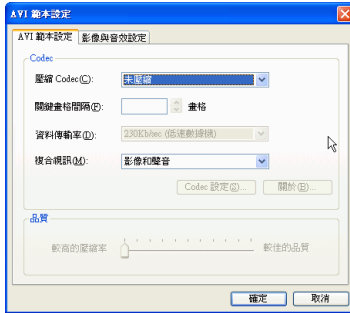 AVI 範本設定
AVI 範本設定 影像與音效設定
Codec
壓縮 Codec(C): 未壓縮
關鍵畫格間隔(F): 畫格
資料傳輸率(D): 230Kb/sec (低速數據機)
複合視訊(M): 影像和聲音
Codec 設定(S)... 關於(B)...
品質
較高的壓縮率 較佳的品質
確定 取消